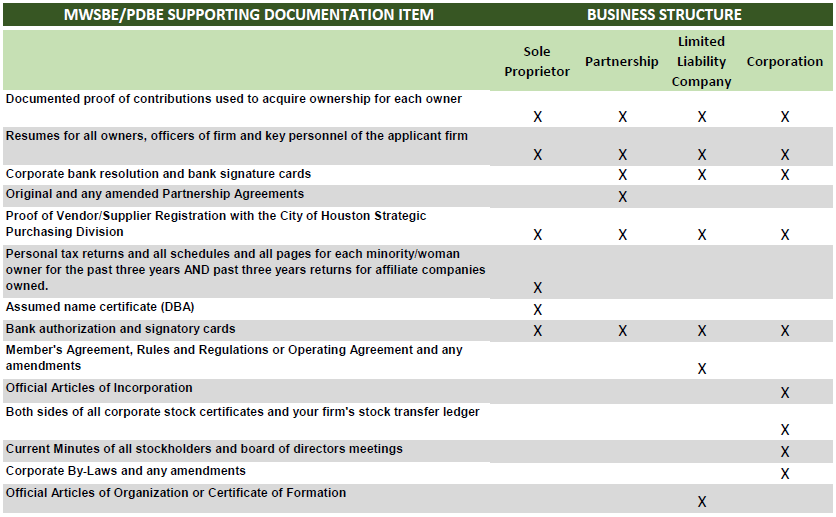 MWSBE/PDBE SUPPORTING DOCUMENTATION ITEM BUSINESS STRUCTURE
Sole Proprietor Partnership Limited Liability Company Corporation
Documented proof of contributions used to acquire ownership for each owner
X X X X
Resumes for all owners, officers of firm and key personnel of the applicant firm
X X X X
Corporate bank resolution and bank signature cards X X X
Original and any amended Partnership Agreements X
Proof of Vendor/Supplier Registration with the City of Houston Strategic
Purchasing Division X X X X
Personal tax returns and all schedules and all pages for each minority/woman
owner for the past three years AND past three years returns for affiliate companies
owned. X
Assumed name certificate (DBA) X
Bank authorization and signatory cards X X X X
Member's Agreement, Rules and Regulations or Operating Agreement and any
amendments X
Official Articles of Incorporation X
Both sides of all corporate stock certificates and your firm's stock transfer ledger
X
Current Minutes of all stockholders and board of directors meetings X
Corporate By-Laws and any amendments X
Official Articles of Organization or Certificate of Formation
X